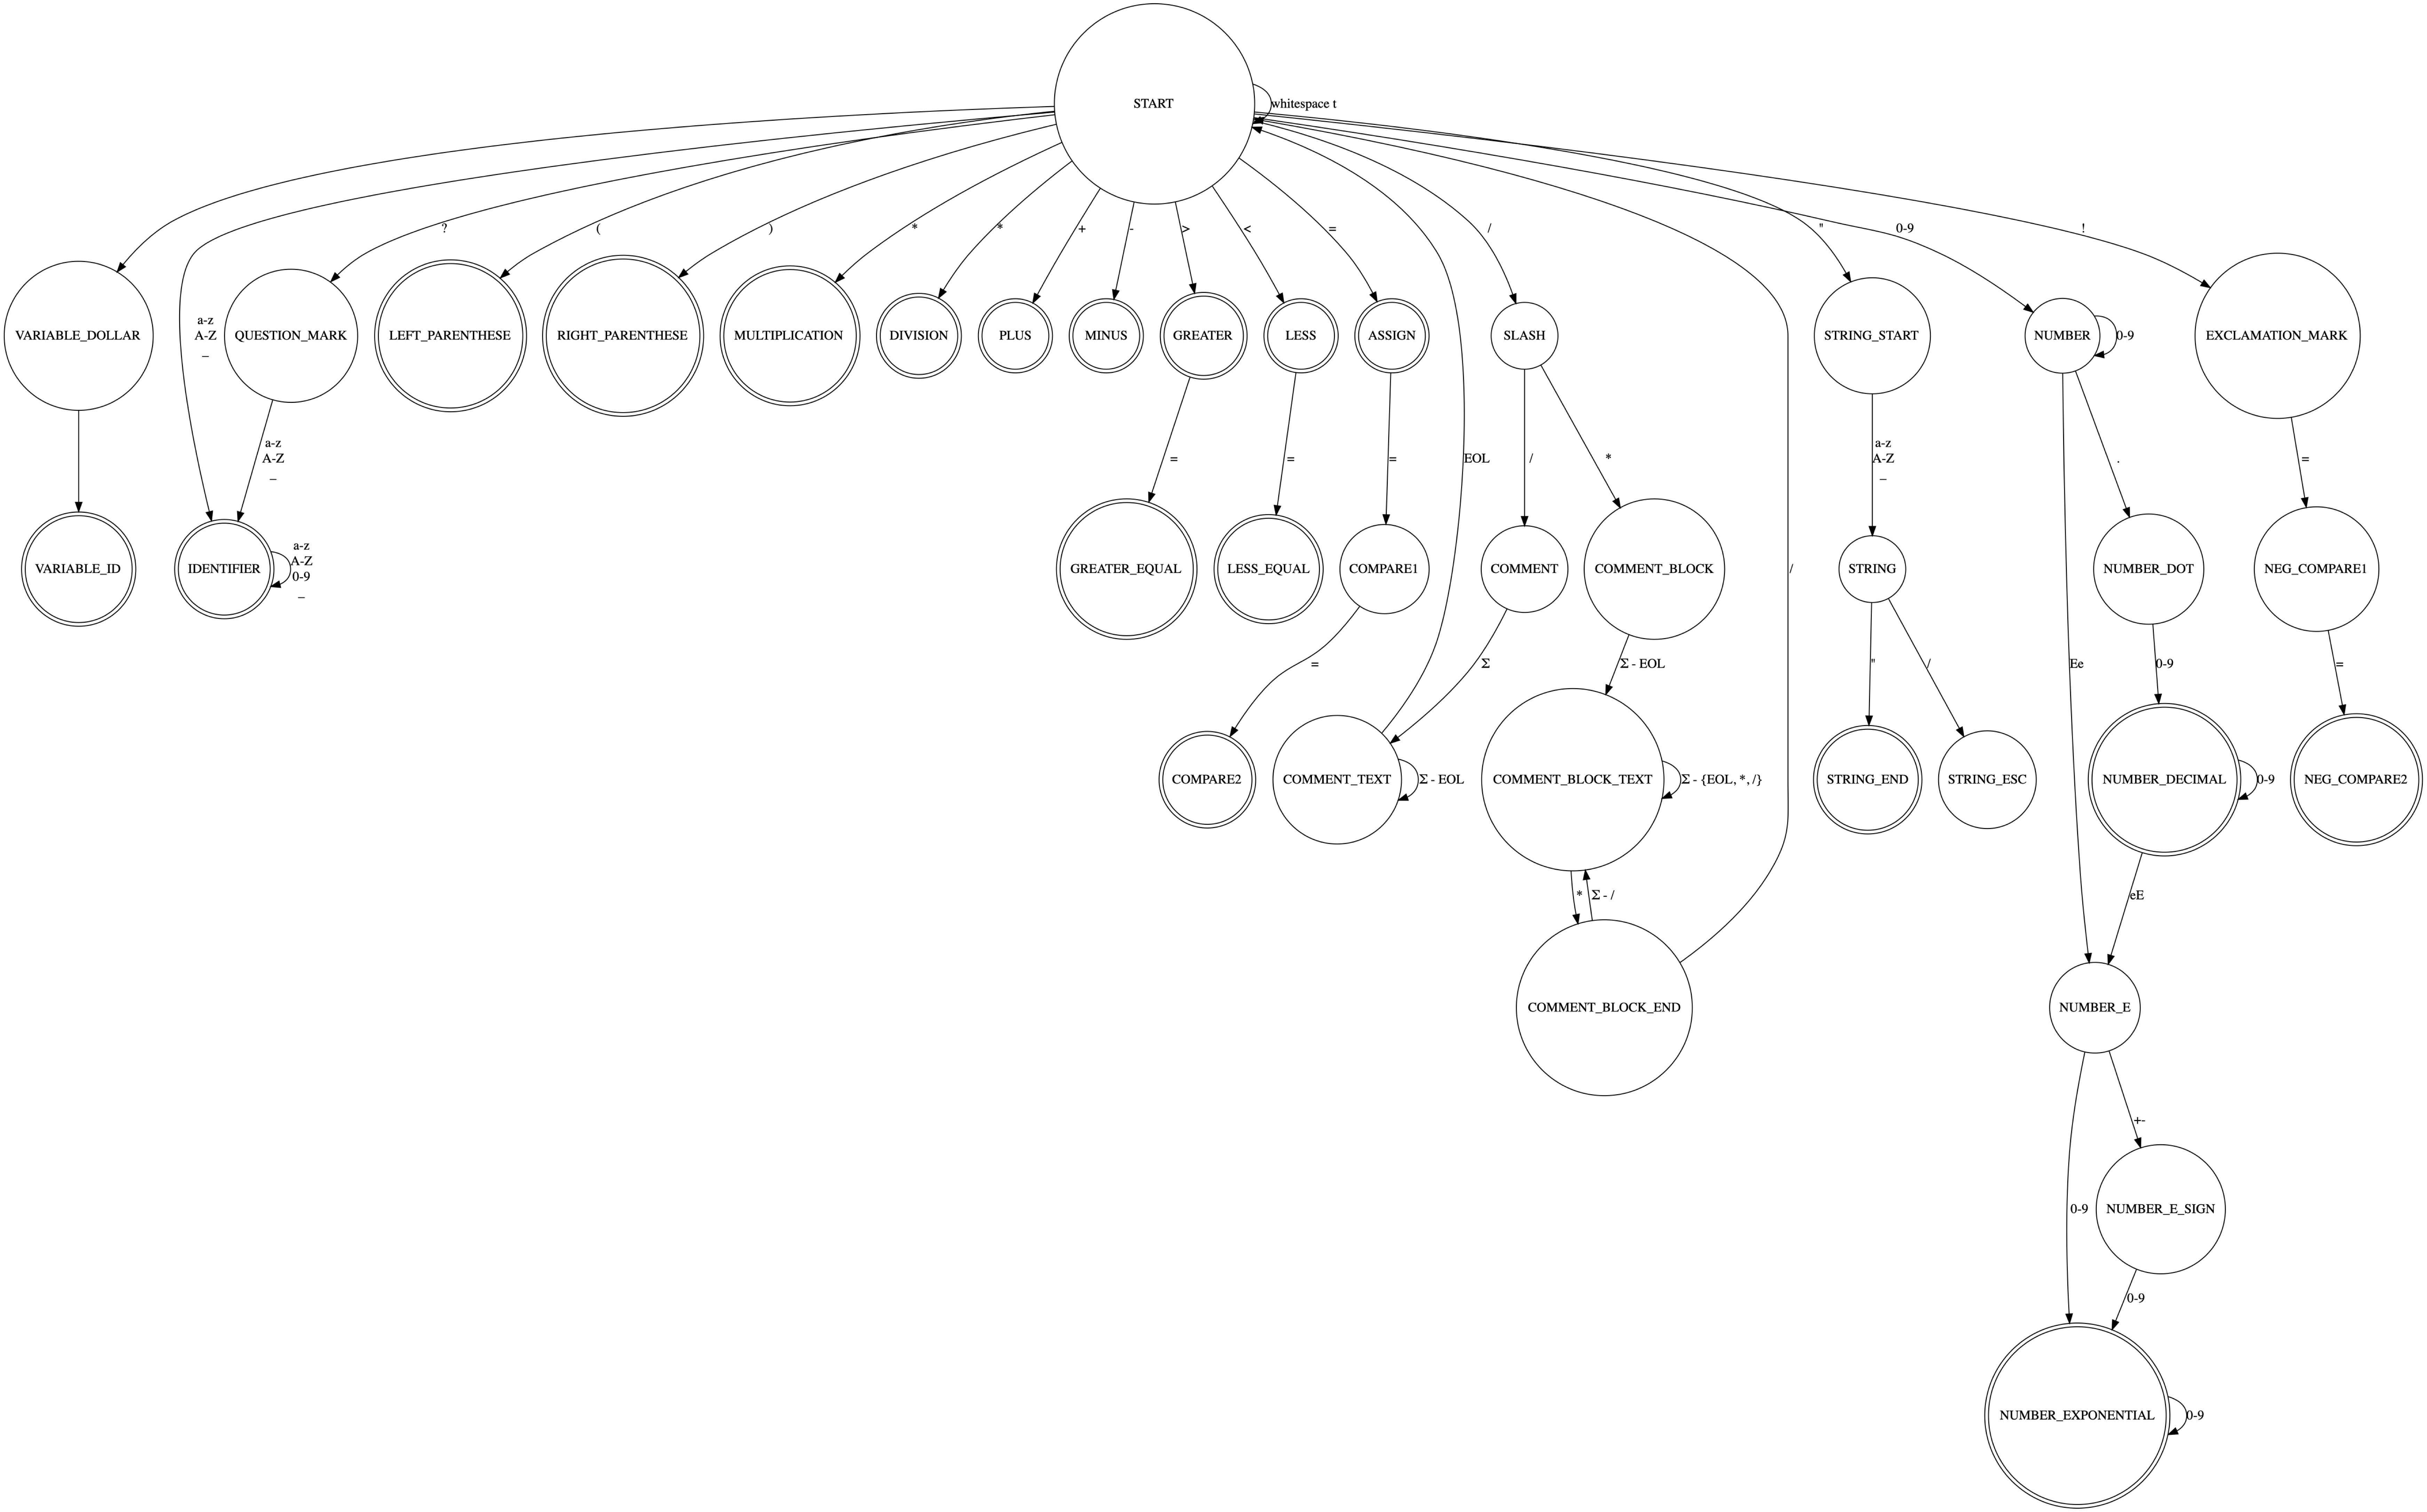 START
whitespace t
?
(
)
*
*
+
-
>
<
=
/
"
0-9
!
a-z
A-Z
_
VARIABLE_DOLLAR
QUESTION_MARK
LEFT_PARENTHESE
RIGHT_PARENTHESE
MULTIPLICATION
DIVISION
PLUS
MINUS
GREATER
LESS
ASSIGN
SLASH
STRING_START
NUMBER
0-9
EXCLAMATION_MARK
a-z
A-Z
_
=
=
=
EOL
/
*
a-z
A-Z
_
.
=
VARIABLE_ID
IDENTIFIER
a-z
A-Z
0-9
_
GREATER_EQUAL
LESS_EQUAL
COMPARE1
COMMENT
COMMENT_BLOCK
/
STRING
NUMBER_DOT
NEG_COMPARE1
=
Σ
Σ - EOL
"
/
Ee
0-9
=
COMPARE2
COMMENT_TEXT
Σ - EOL
COMMENT_BLOCK_TEXT
Σ - {EOL, *, /}
STRING_END
STRING_ESC
NUMBER_DECIMAL
0-9
NEG_COMPARE2
*
Σ - /
eE
COMMENT_BLOCK_END
NUMBER_E
+-
0-9
NUMBER_E_SIGN
0-9
NUMBER_EXPONENTIAL
0-9